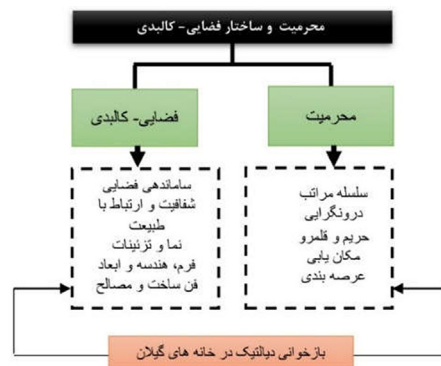 محرمیت و ساختار فضایی- کالبدی
محرمیت
فضایی- کالبدی
سلسله مراتب
درونگرایی
حریم و قلمرو
مکان یابی
عرصه بندی
ساماندهی فضایی
شفافیت و ارتباط با
طبیعت
نما و تزئینات
فرم، هندسه و ابعاد
فن ساخت و مصالح
بازخوانی دیالتیک در خانه های گیلان